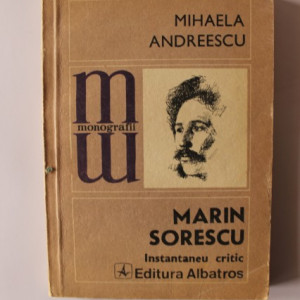 MIHAELA
ANDREESCU
m
monografii
m
MARIN
SORESCU
Instantaneu critic
A Editura Albatros